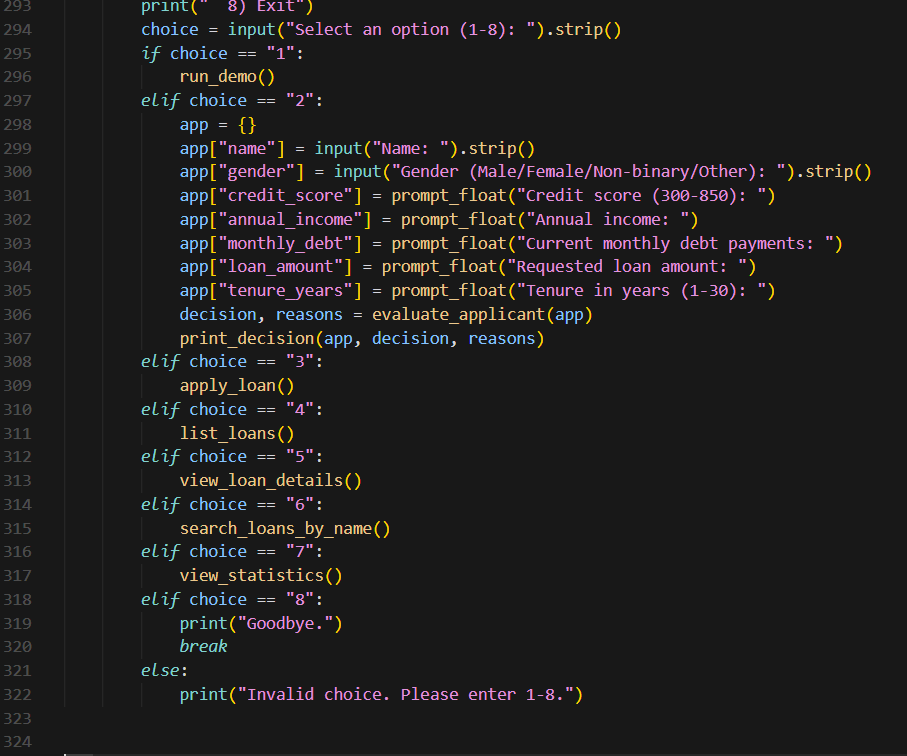 293 print("  8) Exit")
294 choice = input("Select an option (1-8): ").strip()
295 if choice == "1":
296 run_demo()
297 elif choice == "2":
298 app = {}
299 app["name"] = input("Name: ").strip()
300 app["gender"] = input("Gender (Male/Female/Non-binary/Other): ").strip()
301 app["credit_score"] = prompt_float("Credit score (300-850): ")
302 app["annual_income"] = prompt_float("Annual income: ")
303 app["monthly_debt"] = prompt_float("Current monthly debt payments: ")
304 app["loan_amount"] = prompt_float("Requested loan amount: ")
305 app["tenure_years"] = prompt_float("Tenure in years (1-30): ")
306 decision, reasons = evaluate_applicant(app)
307 print_decision(app, decision, reasons)
308 elif choice == "3":
309 apply_loan()
310 elif choice == "4":
311 list_loans()
312 elif choice == "5":
313 view_loan_details()
314 elif choice == "6":
315 search_loans_by_name()
316 elif choice == "7":
317 view_statistics()
318 elif choice == "8":
319 print("Goodbye.")
320 break
321 else:
322 print("Invalid choice. Please enter 1-8.")
323
324